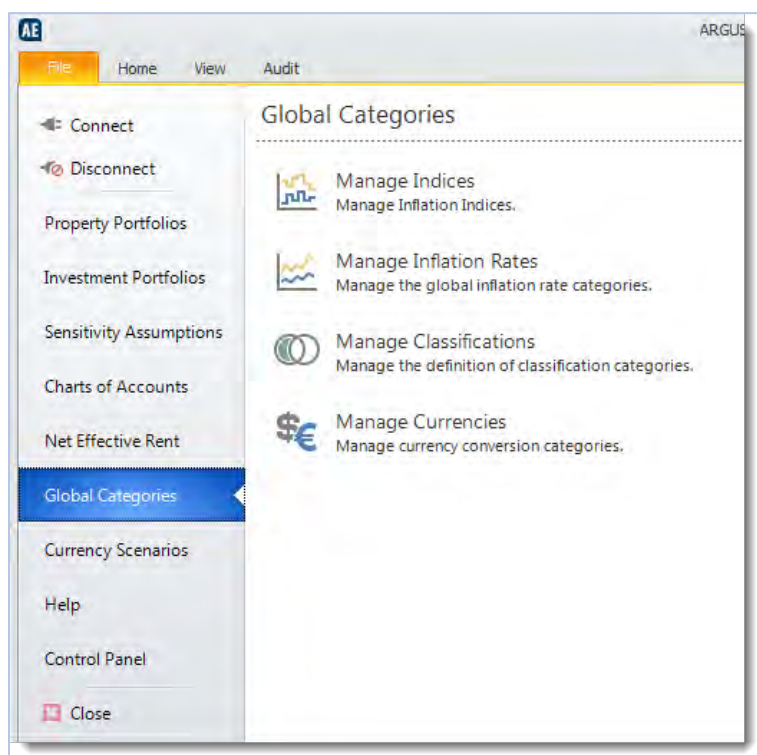 AE
ARGUS
File Home View Audit
Connect
Disconnect
Property Portfolios
Investment Portfolios
Sensitivity Assumptions
Charts of Accounts
Net Effective Rent
Global Categories
Currency Scenarios
Help
Control Panel
Close
Global Categories
Manage Indices
Manage Inflation Indices.
Manage Inflation Rates
Manage the global inflation rate categories.
Manage Classifications
Manage the definition of classification categories.
Manage Currencies
Manage currency conversion categories.